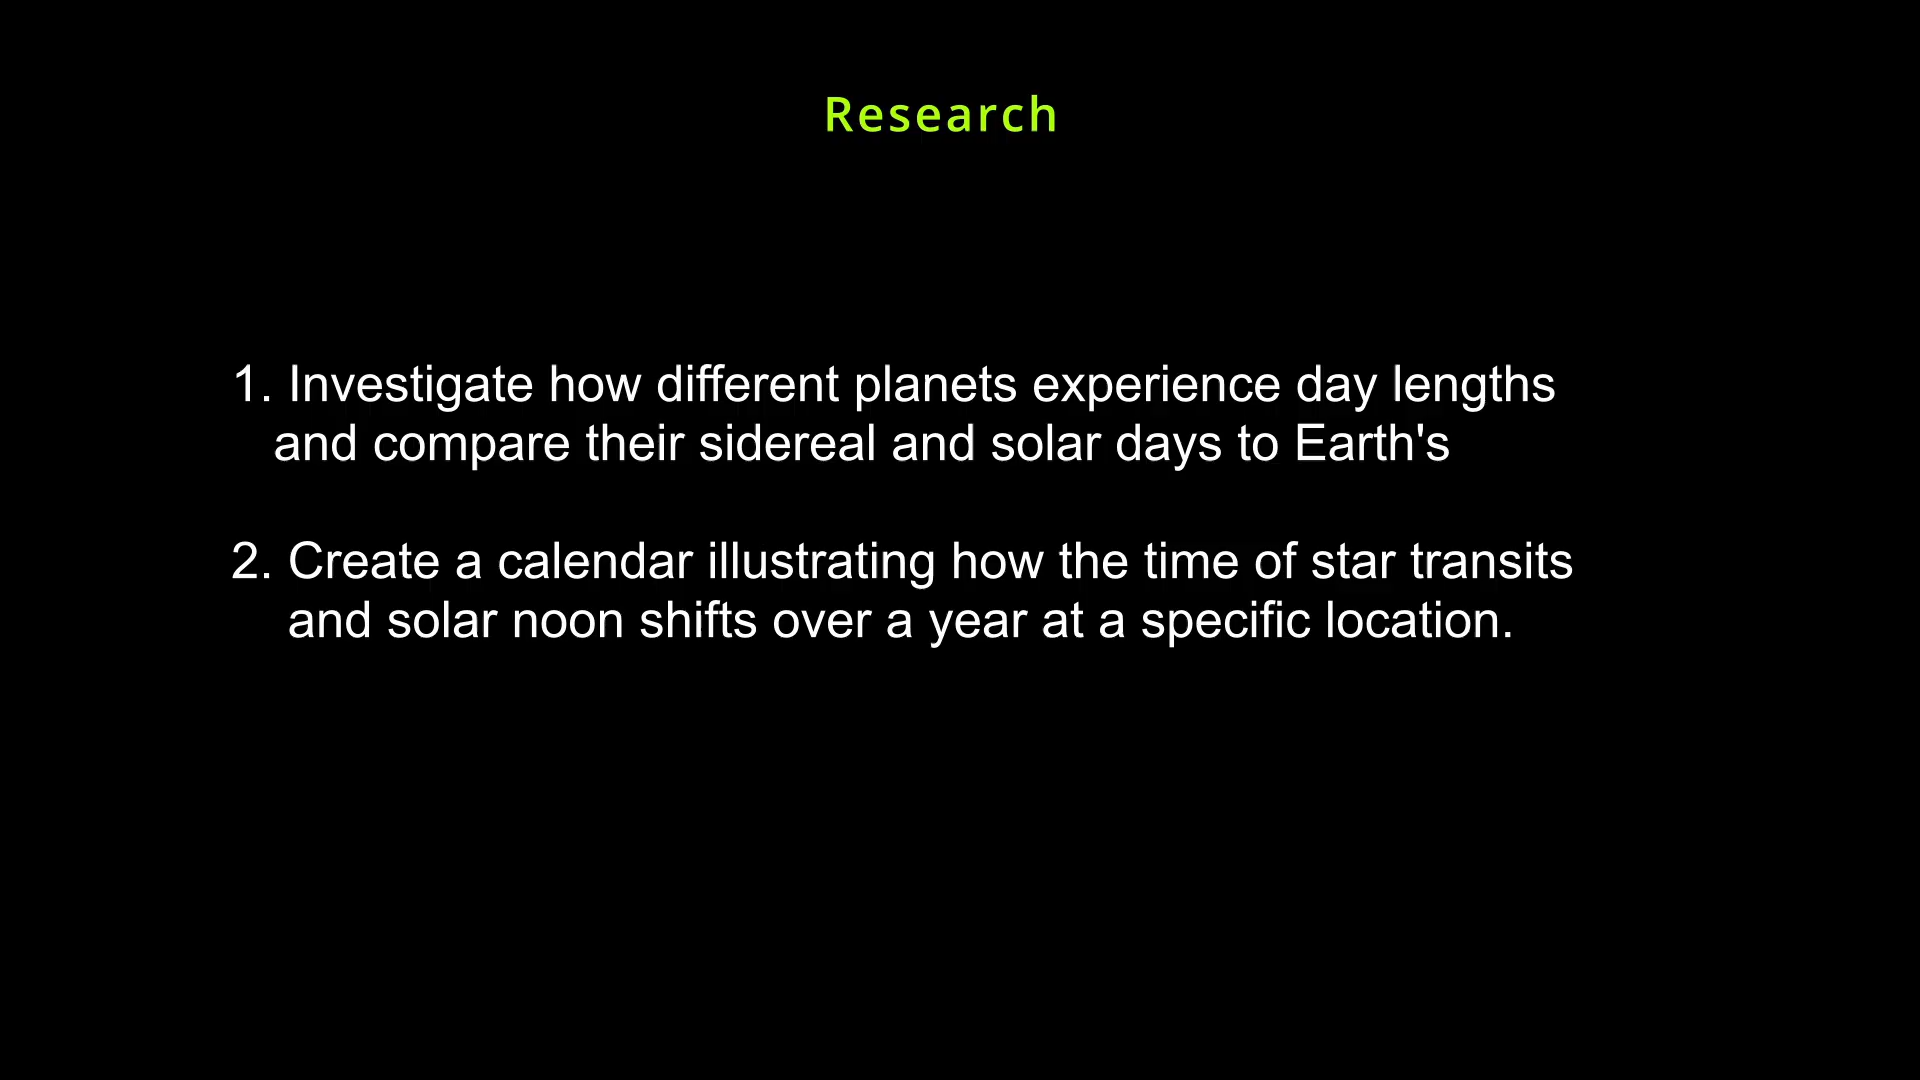 Research
1. Investigate how different planets experience day lengths
and compare their sidereal and solar days to Earth's
2. Create a calendar illustrating how the time of star transits
and solar noon shifts over a year at a specific location.